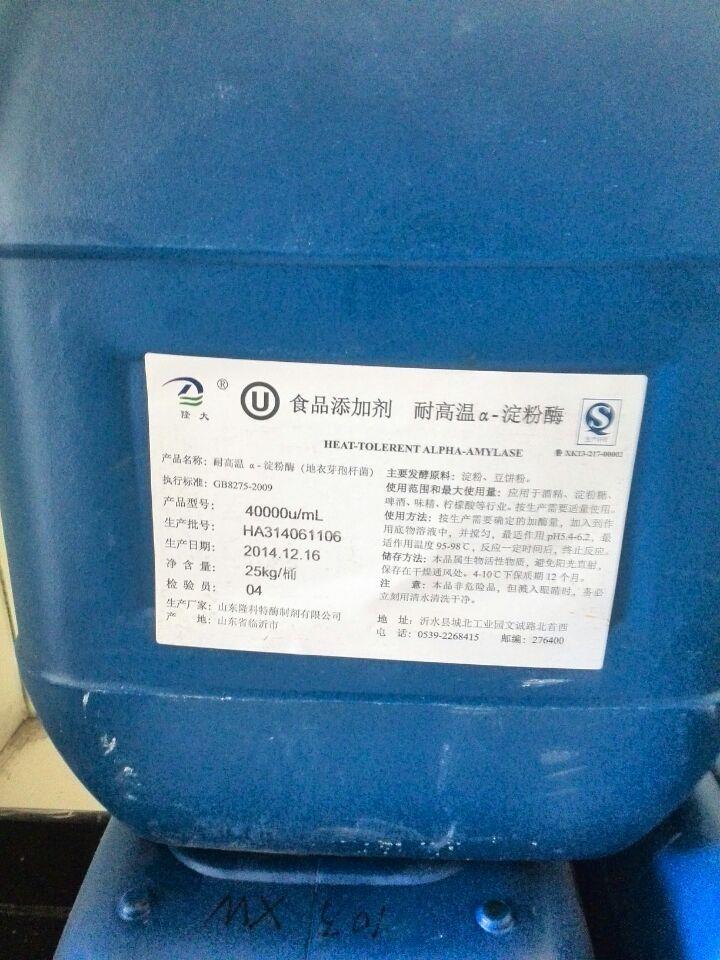 隆大
®
U
食品添加剂 耐高温α-淀粉酶
HEAT-TOLERENT ALPHA-AMYLASE
QS
生产许可
鲁 XK13-217-00002
产品名称：耐高温 α-淀粉酶（地衣芽孢杆菌）
执行标准：GB8275-2009
产品型号： 40000u/mL
生产批号： HA314061106
生产日期： 2014.12.16
净 含 量： 25kg/桶
检 验 员： 04
生产厂家：山东隆科特酶制剂有限公司
产 地：山东省临沂市
主要发酵原料：淀粉、豆饼粉。
使用范围和最大使用量：应用于酒精、淀粉糖、
啤酒、味精、柠檬酸等行业。按生产需要适量使用。
使用方法：按生产需要确定的加酶量，加入到作
用底物溶液中，并搅匀，最适作用 pH5.4-6.2，最
适作用温度 95-98℃，反应一定时间后，终止反应。
储存方法：本品属生物活性物质，避免阳光直射，
保存在干燥通风处。4-10℃下保质期 12 个月。
注 意：本品非危险品，但溅入眼睛时，务必
立刻用清水清洗干净。
地 址：沂水县城北工业园文诚路北首西
电 话：0539-2268415 邮编：276400